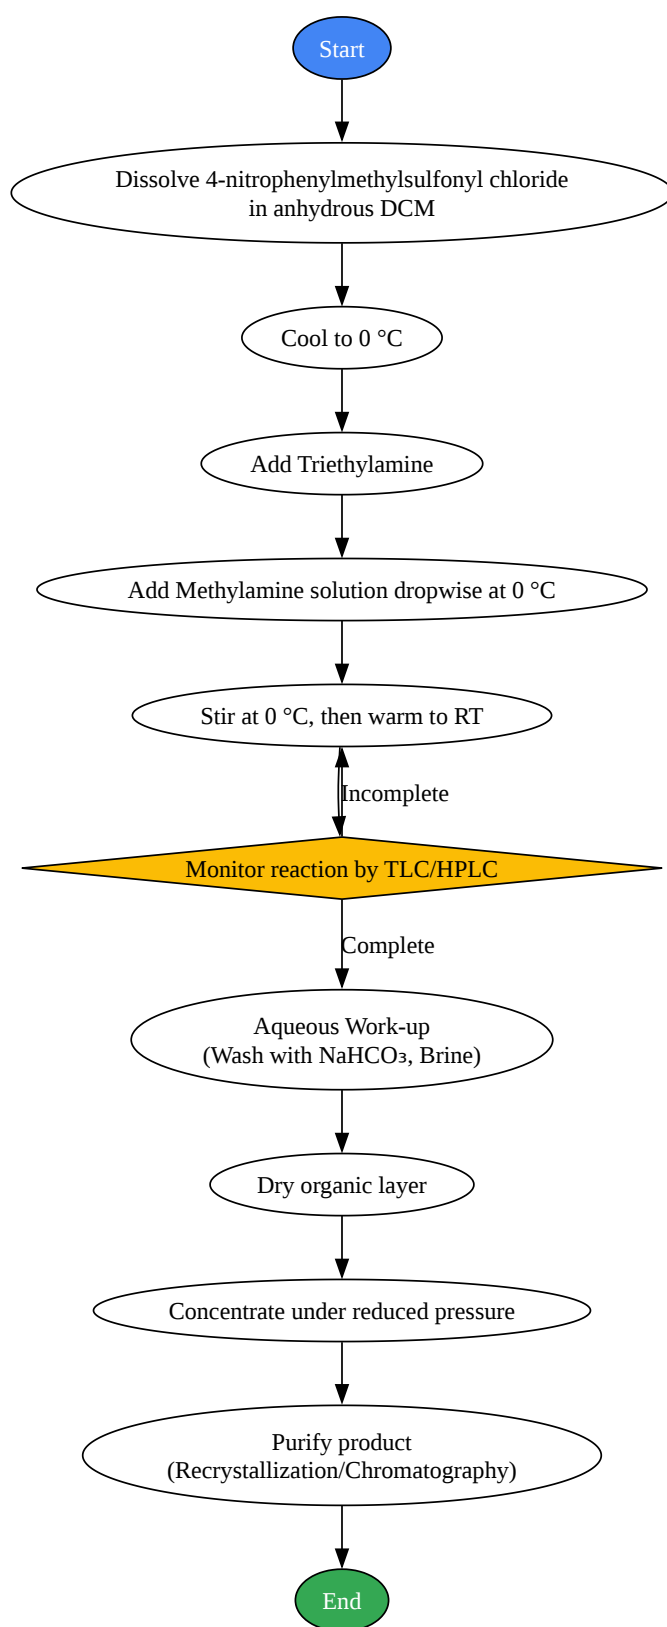 Start
Dissolve 4-nitrophenylmethylsulfonyl chloride
in anhydrous DCM
Cool to 0 °C
Add Triethylamine
Add Methylamine solution dropwise at 0 °C
Stir at 0 °C, then warm to RT
Incomplete
Monitor reaction by TLC/HPLC
Complete
Aqueous Work-up
(Wash with NaHCO₃, Brine)
Dry organic layer
Concentrate under reduced pressure
Purify product
(Recrystallization/Chromatography)
End